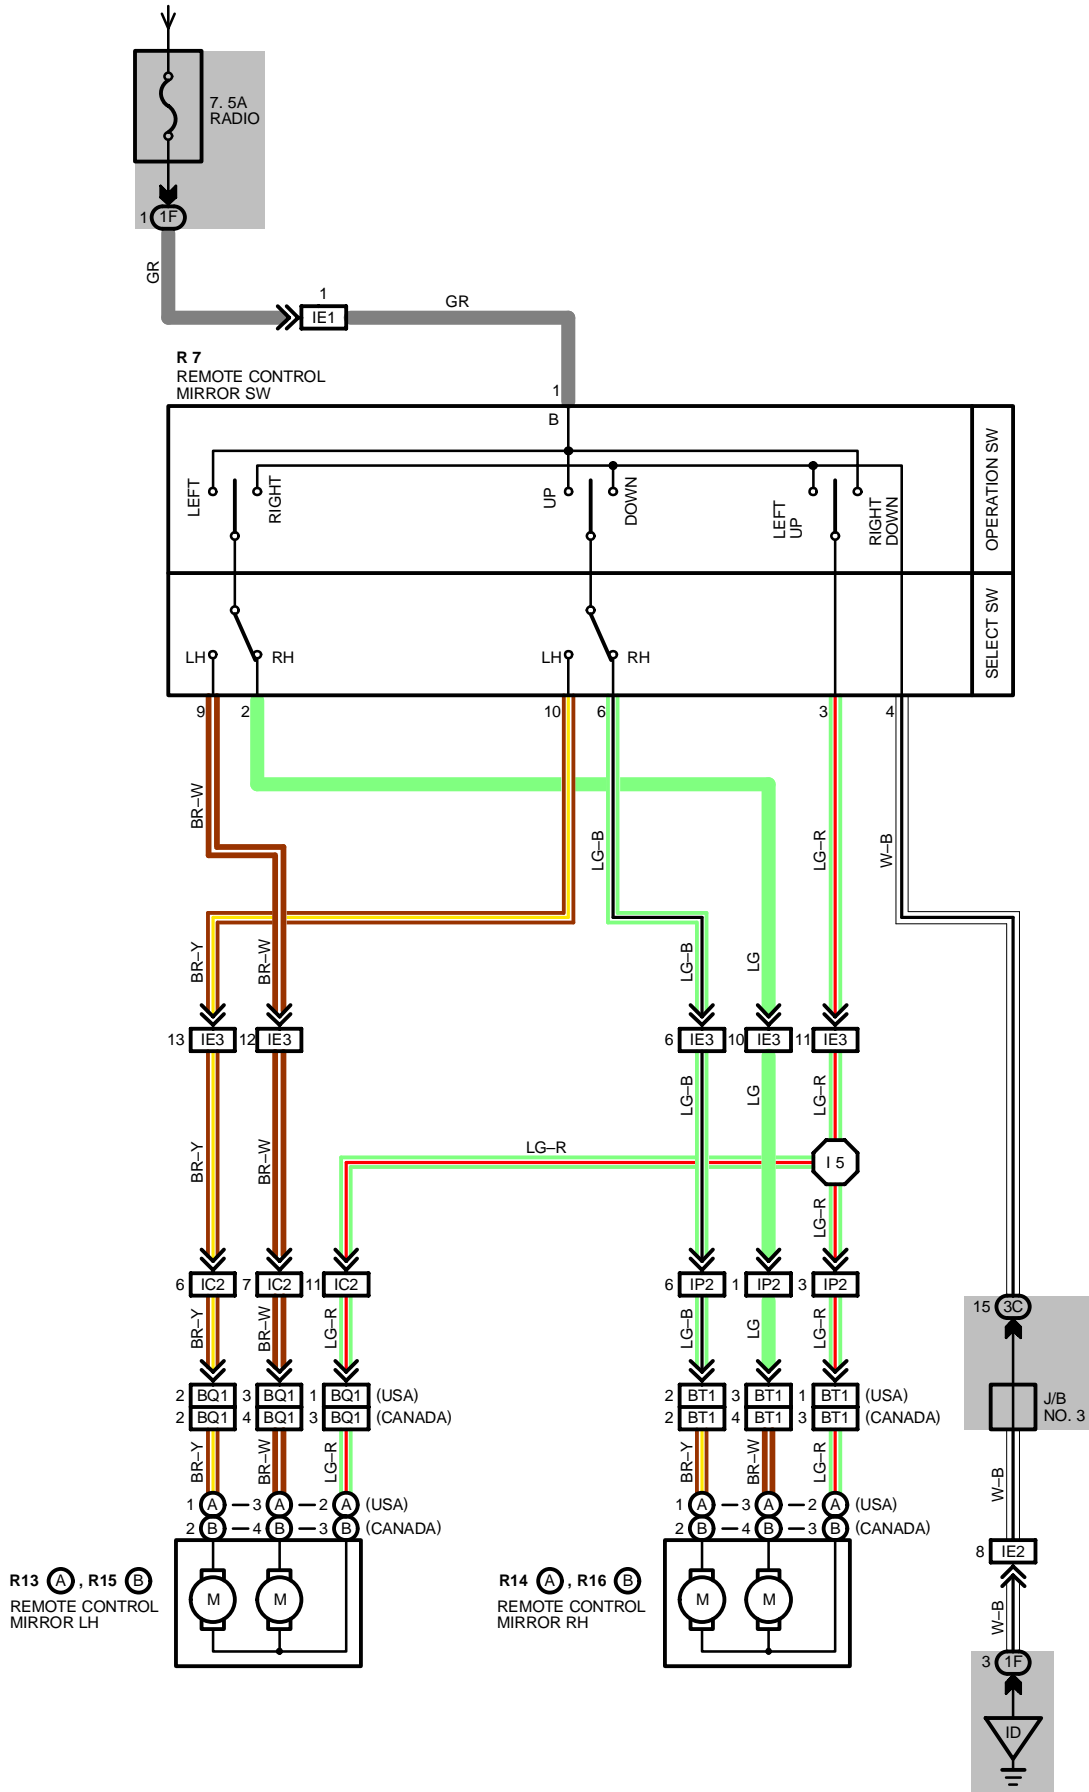 7. 5A
RADIO
1 1F
GR
1
IE1
GR
R 7
REMOTE CONTROL
MIRROR SW
1
B
LEFT
RIGHT
UP
DOWN
LEFT
UP
RIGHT
DOWN
OPERATION SW
LH
RH
LH
RH
SELECT SW
9
2
10
6
3
4
BR–W
LG–B
LG–R
W–B
BR–Y
BR–W
LG–B
LG
13 IE3
12 IE3
6 IE3
10 IE3
11 IE3
LG–B
LG
LG–R
BR–Y
BR–W
LG–R
I 5
LG–R
6 IC2
7 IC2
11 IC2
6 IP2
1 IP2
3 IP2
15 3C
BR–Y
BR–W
LG–R
LG–B
LG
LG–R
2 BQ1 3 BQ1 1 BQ1 (USA)
2 BQ1 4 BQ1 3 BQ1 (CANADA)
2 BT1 3 BT1 1 BT1 (USA)
2 BT1 4 BT1 3 BT1 (CANADA)
J/B
NO. 3
BR–Y
BR–W
LG–R
BR–Y
BR–W
LG–R
W–B
1 A – 3 A – 2 A (USA)
2 B – 4 B – 3 B (CANADA)
1 A – 3 A – 2 A (USA)
2 B – 4 B – 3 B (CANADA)
8 IE2
R13 A , R15 B
REMOTE CONTROL
MIRROR LH
M
M
R14 A , R16 B
REMOTE CONTROL
MIRROR RH
M
M
W–B
3 1F
ID